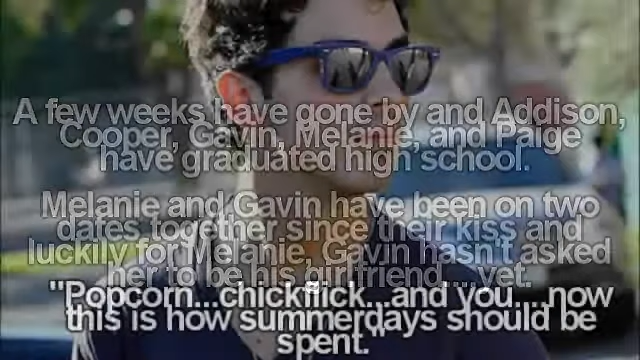 A few weeks have gone by and Addison,
Cooper, Gavin, Melanie, and Paige
have graduated high school.
Melanie and Gavin have been on two
dates together since their kiss and
luckily for Melanie, Gavin hasn't asked
her to be his girlfriend....yet.
"Popcorn...chickflick...and you....now
this is how summerdays should be
spent."